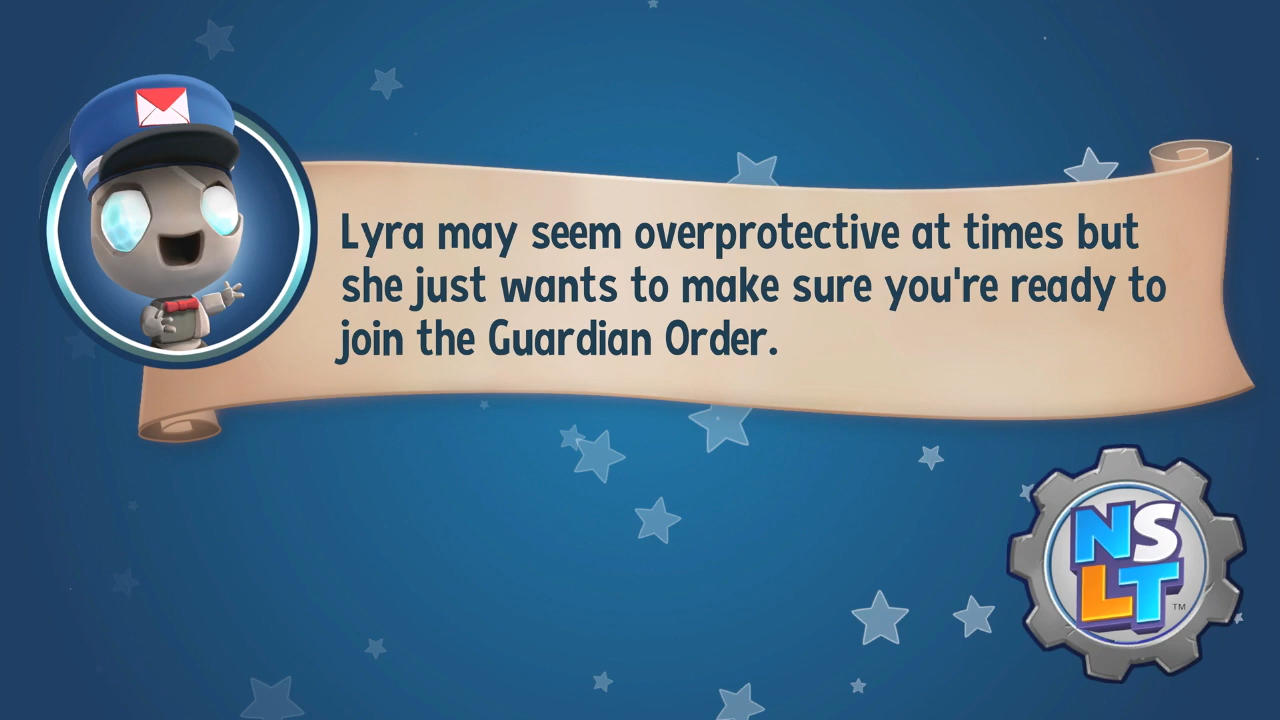 Lyra may seem overprotective at times but
she just wants to make sure you're ready to
join the Guardian Order.
NS
LT
TM